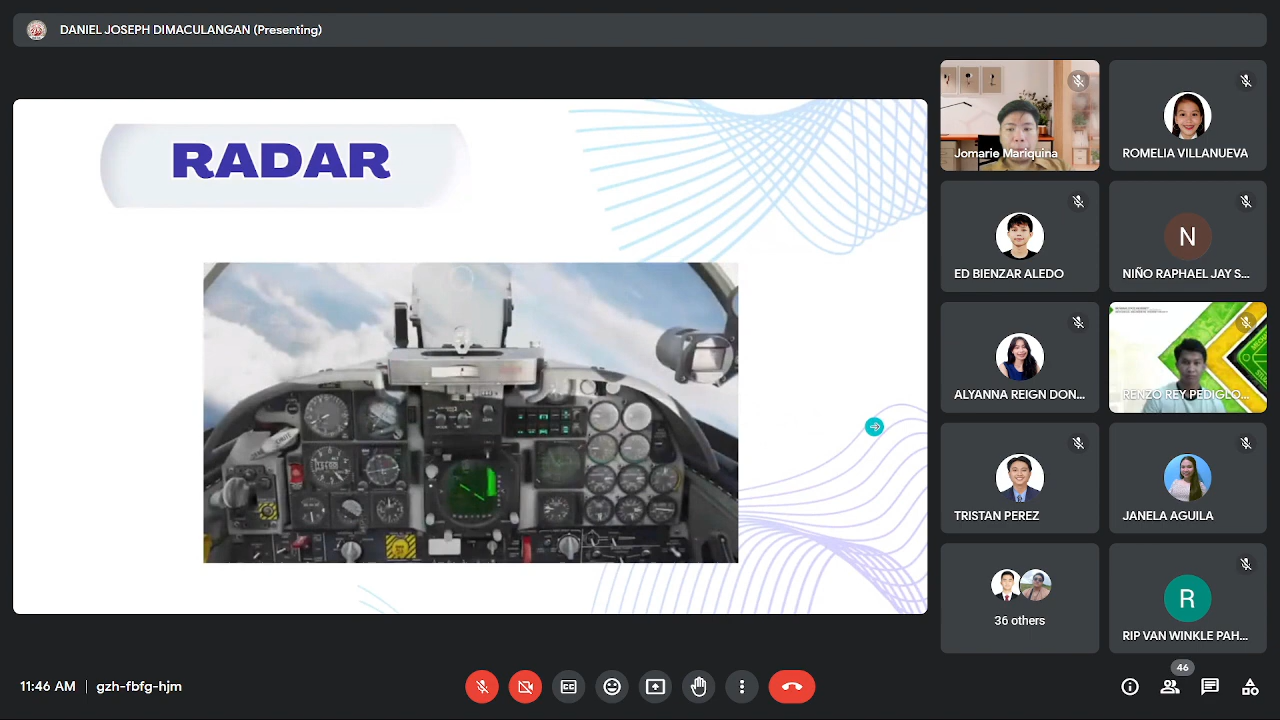 DANIEL JOSEPH DIMACULANGAN (Presenting)
RADAR
Jomarie Mariquina
ROMELIA VILLANUEVA
ED BIENZAR ALEDO
N
NIÑO RAPHAEL JAY S...
ALYANNA REIGN DON...
RENZO REY PEDIGLO...
TRISTAN PEREZ
JANELA AGUILA
36 others
R
RIP VAN WINKLE PAH...
11:46 AM | gzh-fbfg-hjm
46